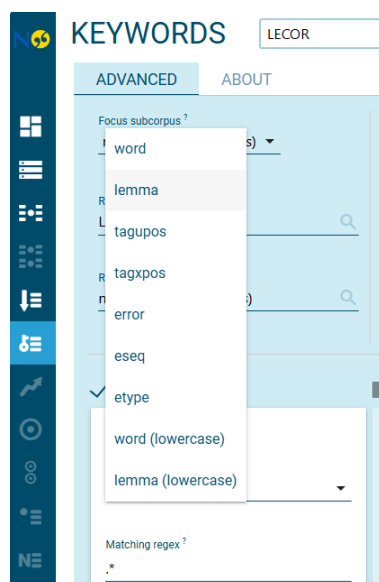 KEYWORDS
LECOR
ADVANCED
ABOUT
Focus subcorpus ?
s)
word
lemma
R
L
tagupos
tagxpos
R
n
)
error
eseq
etype
word (lowercase)
lemma (lowercase)
Matching regex ?
.*